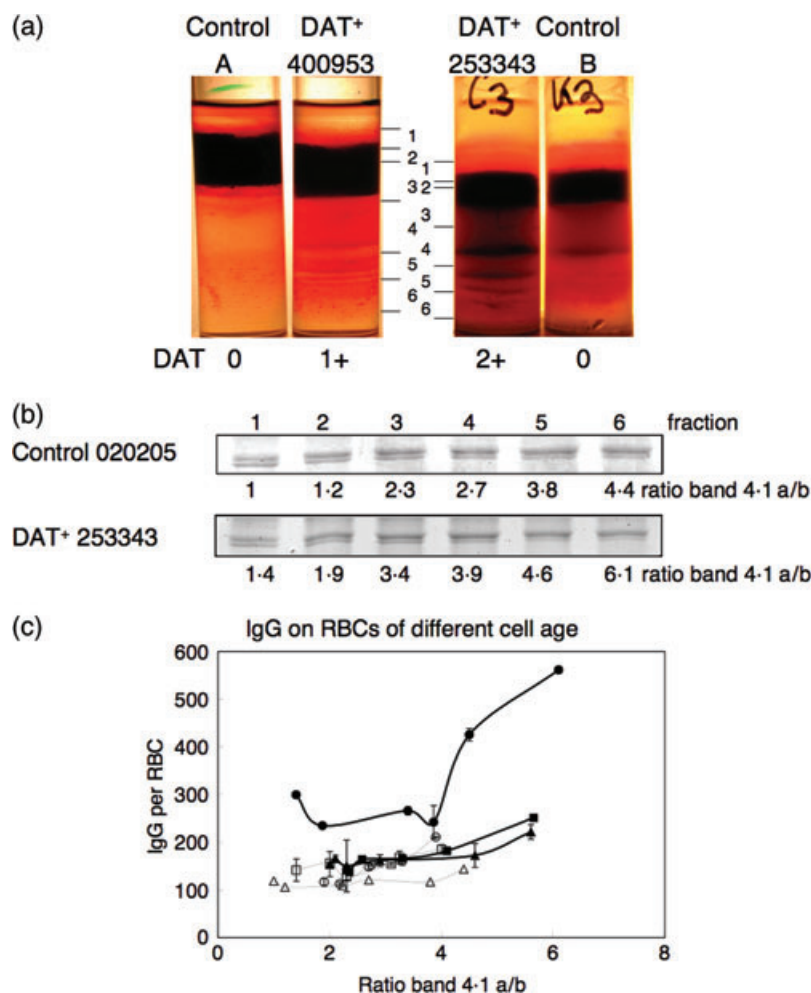 (a)
Control DAT⁺ DAT⁺ Control
A 400953 253343 B
C3 K3
1
2
3
4
5
6
1
2
3
4
5
6
DAT 0 1+ 2+ 0
(b)
1 2 3 4 5 6 fraction
Control 020205
1 1·2 2·3 2·7 3·8 4·4 ratio band 4·1 a/b
DAT⁺ 253343
1·4 1·9 3·4 3·9 4·6 6·1 ratio band 4·1 a/b
(c)
IgG on RBCs of different cell age
600
500
400
300
200
100
0
IgG per RBC
0 2 4 6 8
Ratio band 4·1 a/b